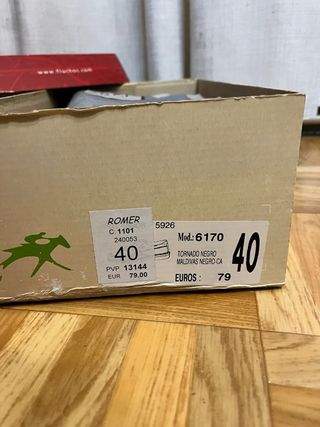 www.fluchos.com
ROMER
C. 1101
240053
40
PVP 13144
EUR 79,00
5926
Mod.: 6170
TORNADO NEGRO
MALDIVAS NEGRO-CA
EUROS : 79
40